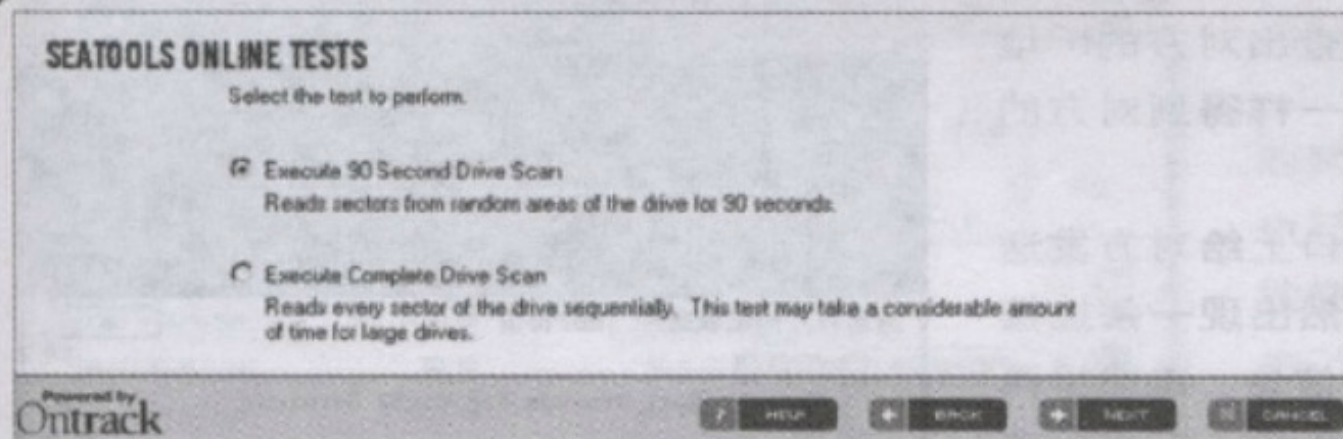 SEATOOLS ONLINE TESTS
Select the test to perform.
Execute 90 Second Drive Scan
Reads sectors from random areas of the drive for 90 seconds.
Execute Complete Drive Scan
Reads every sector of the drive sequentially. This test may take a considerable amount
of time for large drives.
Powered by
Ontrack
? HELP
BACK
NEXT
CANCEL